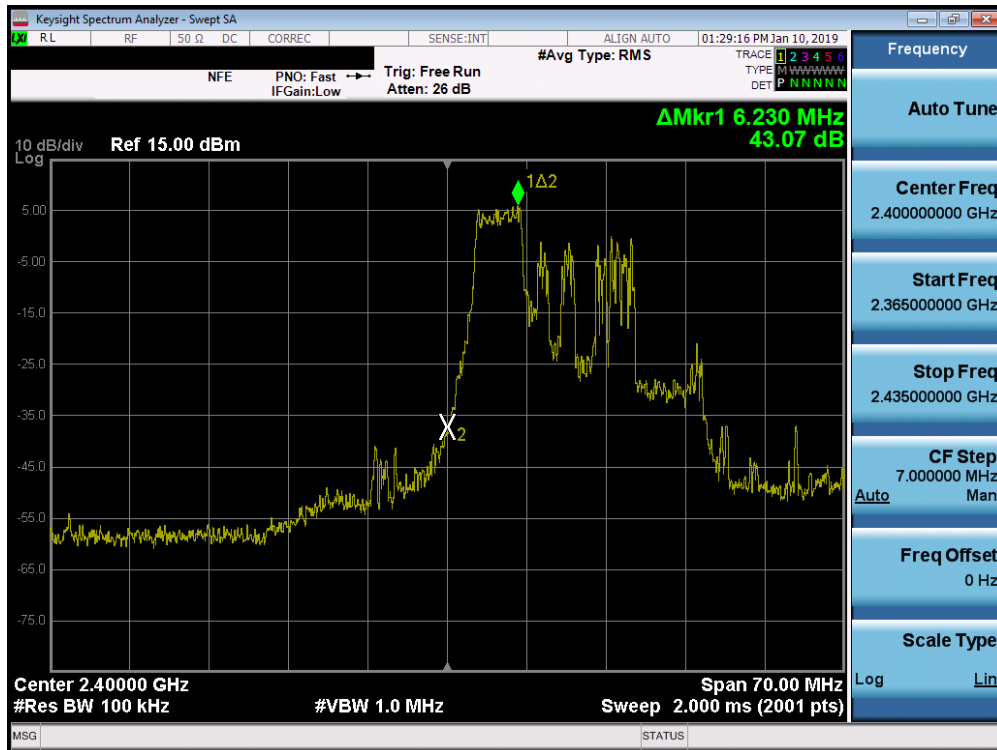 Keysight Spectrum Analyzer - Swept SA
LXI RL RF 50 Ω DC CORREC SENSE:INT ALIGN AUTO 01:29:16 PM Jan 10, 2019
Frequency
#Avg Type: RMS TRACE 1 2 3 4 5 6
NFE PNO: Fast Trig: Free Run TYPE M W W W W W
IFGain:Low Atten: 26 dB DET P N N N N N
Auto Tune
ΔMkr1 6.230 MHz
10 dB/div Ref 15.00 dBm 43.07 dB
Log
1Δ2
5.00
-5.00
-15.0
-25.0
-35.0
2
-45.0
-55.0
-65.0
-75.0
Center 2.40000 GHz Span 70.00 MHz
#Res BW 100 kHz #VBW 1.0 MHz Sweep 2.000 ms (2001 pts)
Center Freq
2.400000000 GHz
Start Freq
2.365000000 GHz
Stop Freq
2.435000000 GHz
CF Step
7.000000 MHz
Auto Man
Freq Offset
0 Hz
Scale Type
Log Lin
MSG STATUS